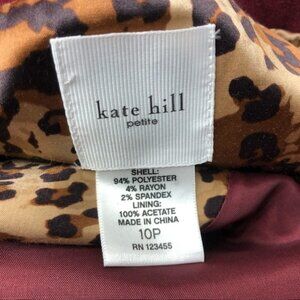 kate hill
petite
SHELL:
94% POLYESTER
4% RAYON
2% SPANDEX
LINING:
100% ACETATE
MADE IN CHINA
10P
RN 123455